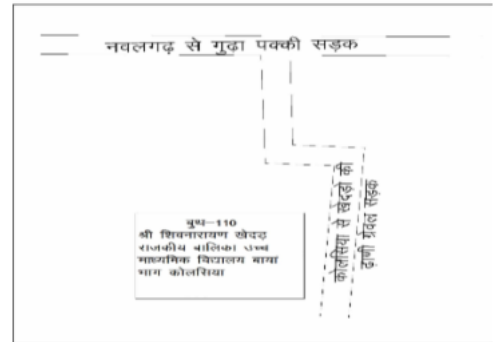 नवलगढ़ से गुढ़ा पक्की सड़क
कोलसिया से खेदड़ो की
ढ़ाणी ग्रेवल सड़क
बुथ-110
श्री शिवनारायण खेदड़
राजकीय बालिका उच्च
माध्यमिक विद्यालय बायां
भाग कोलसिया